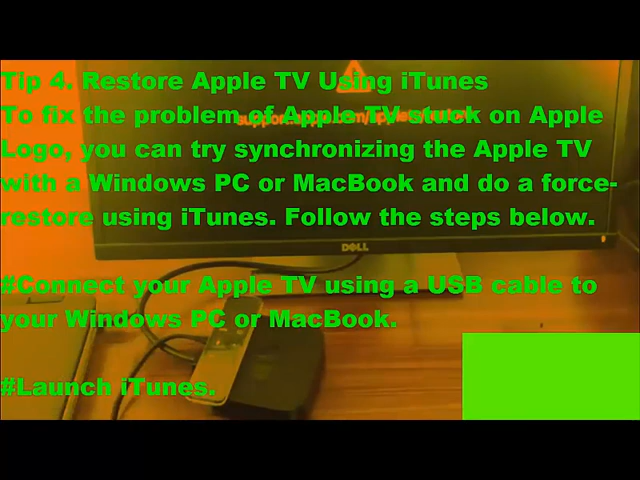 Tip 4. Restore Apple TV Using iTunes
To fix the problem of Apple TV stuck on Apple
Logo, you can try synchronizing the Apple TV
with a Windows PC or MacBook and do a force-
restore using iTunes. Follow the steps below.
DELL
#Connect your Apple TV using a USB cable to
your Windows PC or MacBook.
#Launch iTunes.